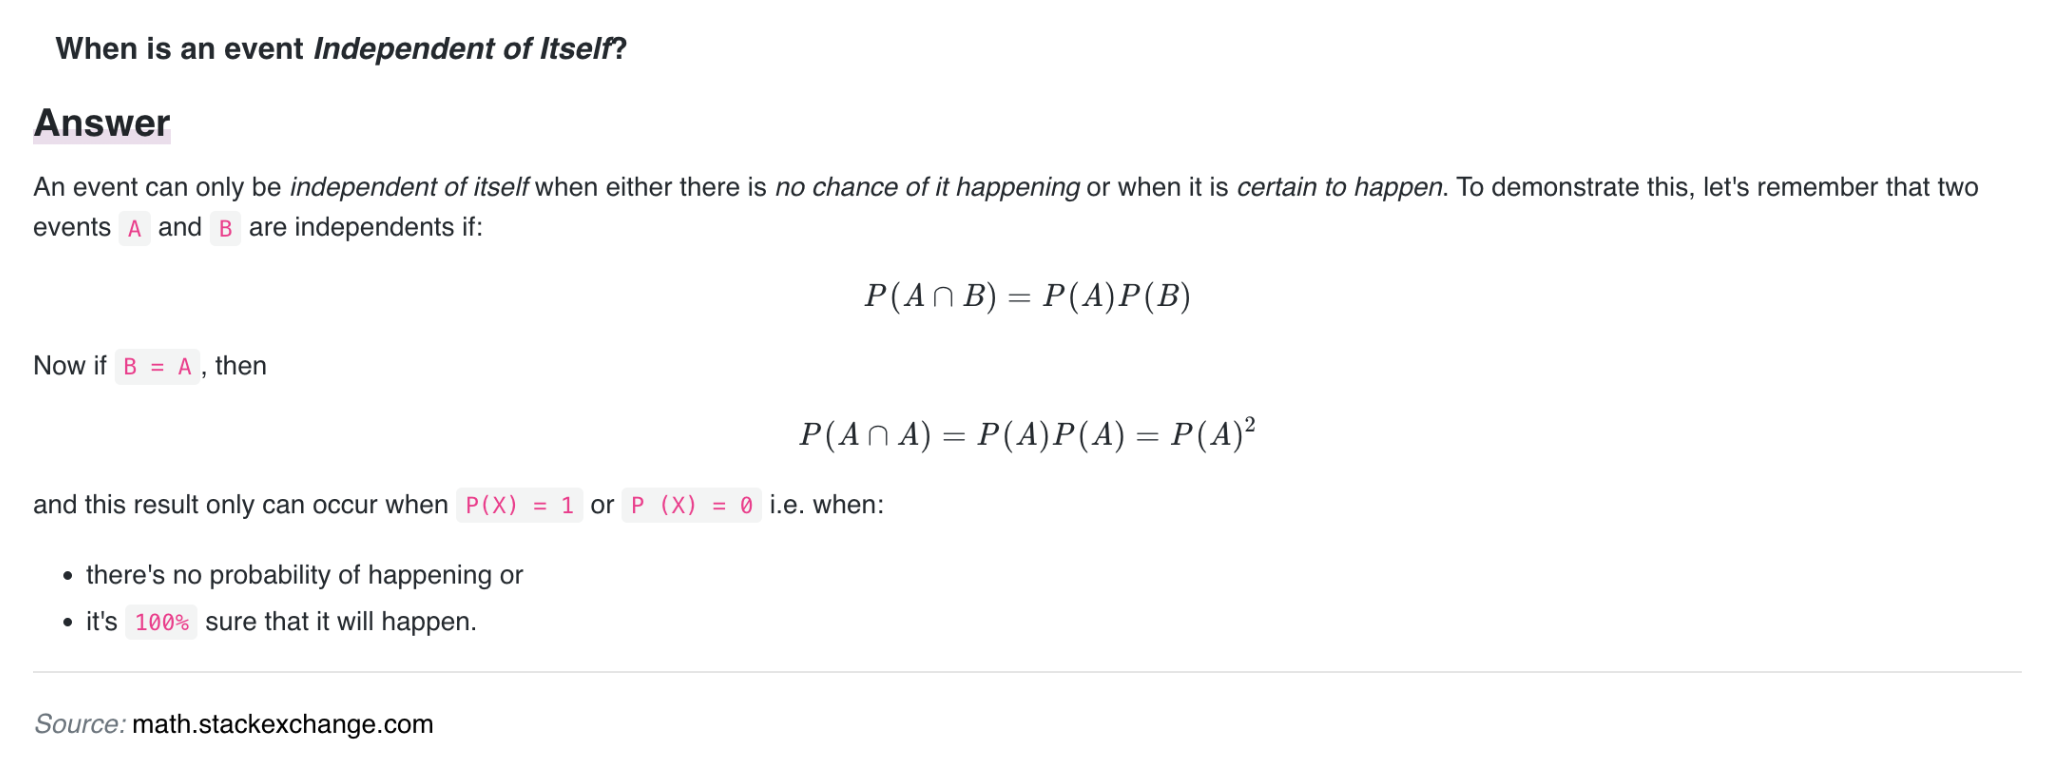 When is an event Independent of Itself?
Answer
An event can only be independent of itself when either there is no chance of it happening or when it is certain to happen. To demonstrate this, let's remember that two
events A and B are independents if:
P(A ∩ B) = P(A)P(B)
Now if B = A , then
P(A ∩ A) = P(A)P(A) = P(A)²
and this result only can occur when P(X) = 1 or P (X) = 0 i.e. when:
• there's no probability of happening or
• it's 100% sure that it will happen.
Source: math.stackexchange.com